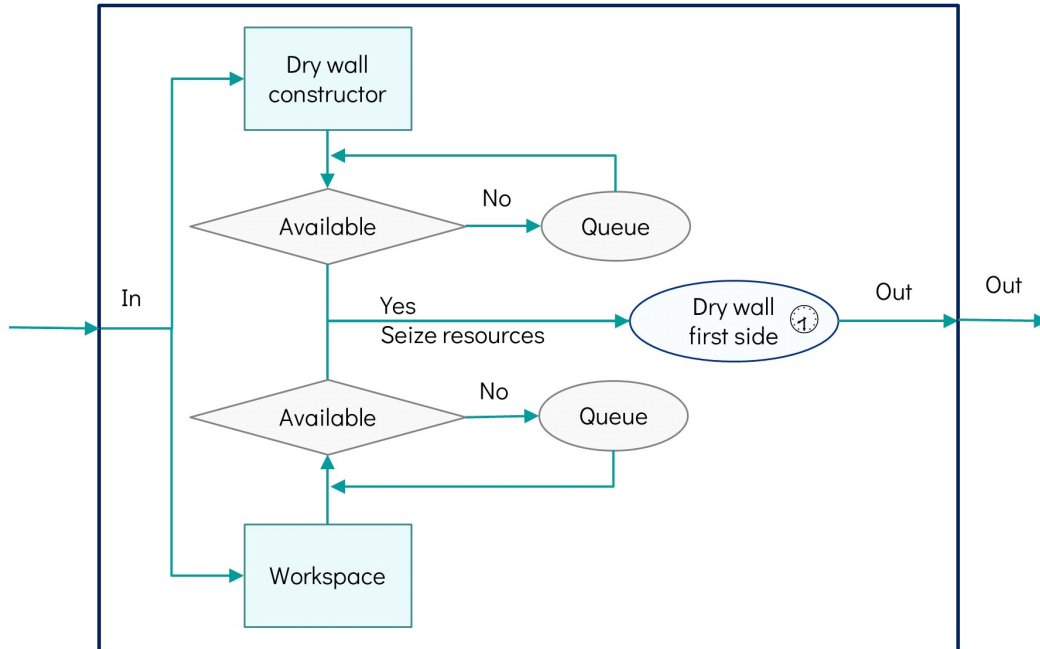 Dry wall
constructor
No
Available
Queue
In
Yes
Seize resources
Dry wall
first side
Out
Out
No
Available
Queue
Workspace